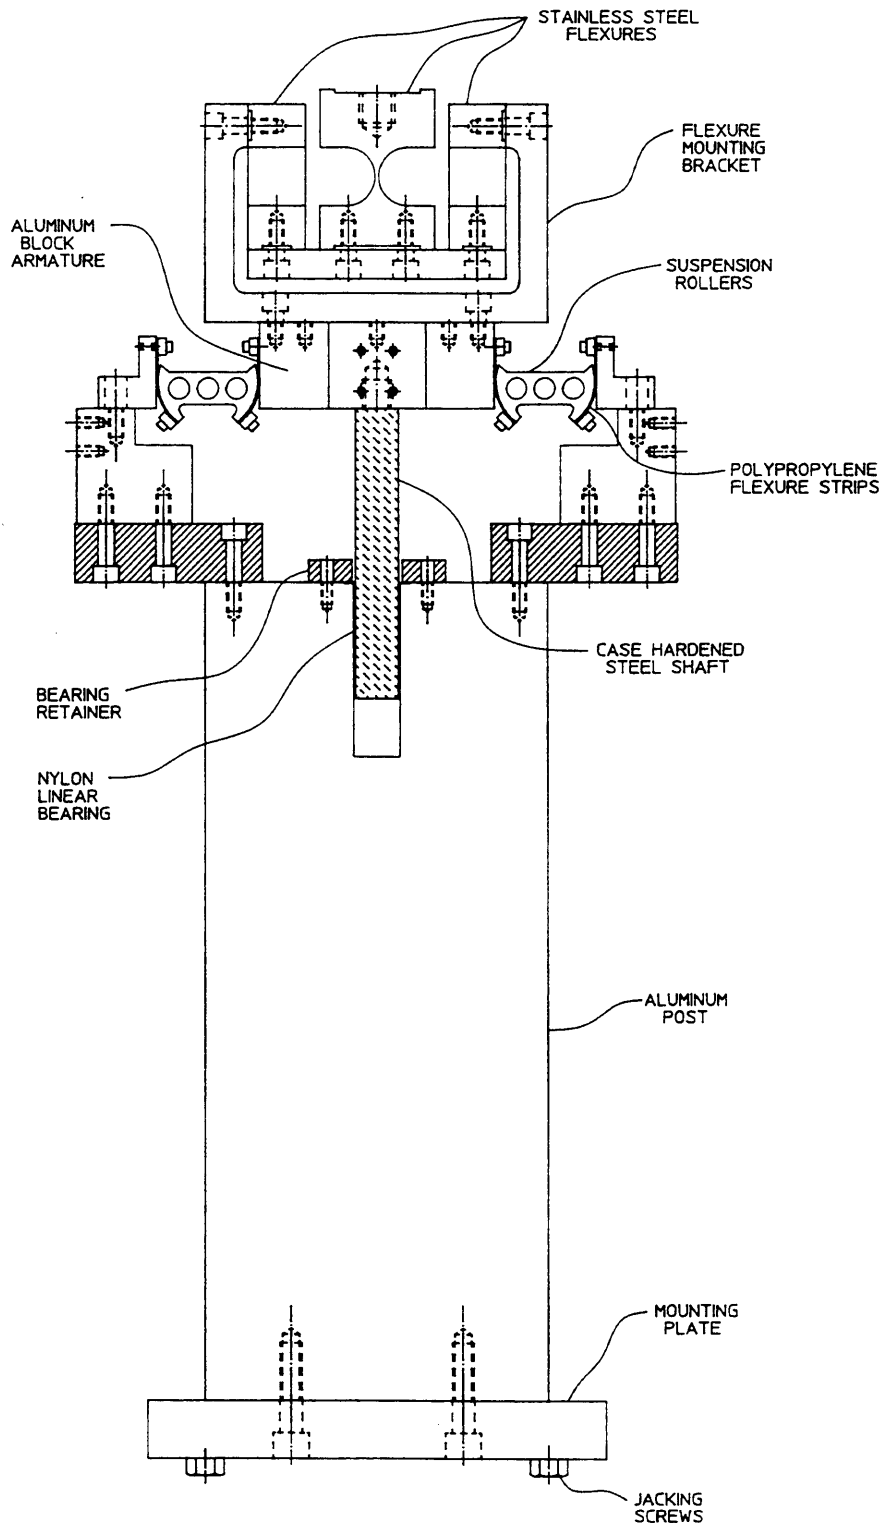 STAINLESS STEEL
FLEXURES
FLEXURE
MOUNTING
BRACKET
ALUMINUM
BLOCK
ARMATURE
SUSPENSION
ROLLERS
POLYPROPYLENE
FLEXURE STRIPS
CASE HARDENED
STEEL SHAFT
BEARING
RETAINER
NYLON
LINEAR
BEARING
ALUMINUM
POST
MOUNTING
PLATE
JACKING
SCREWS